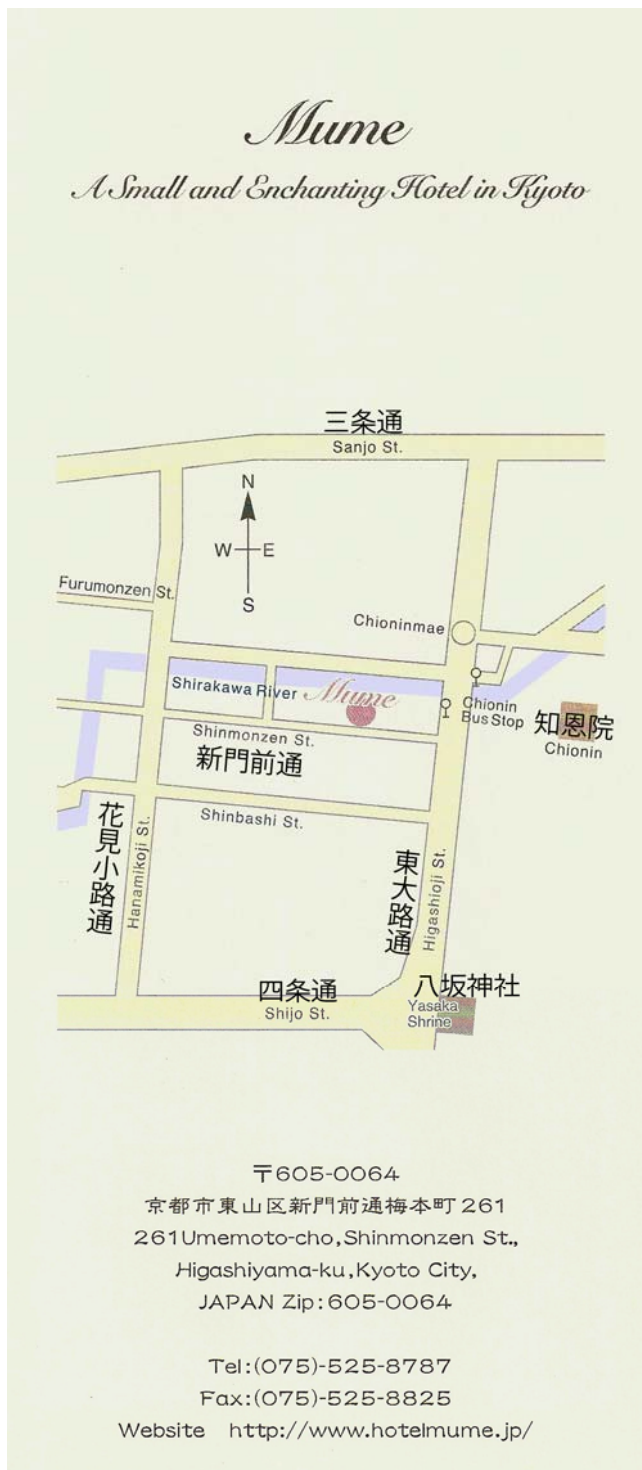 Mume
A Small and Enchanting Hotel in Kyoto
三条通
Sanjo St.
N
W
E
S
Furumonzen St.
Chioninmae
Shirakawa River
Mume
Chionin
Bus Stop
知恩院
Chionin
Shinmonzen St.
新門前通
Shinbashi St.
花見小路通
Hanamikoji St.
東大路通
Higashioji St.
四条通
Shijo St.
八坂神社
Yasaka
Shrine
〒605-0064
京都市東山区新門前通梅本町261
261Umemoto-cho,Shinmonzen St.,
Higashiyama-ku,Kyoto City,
JAPAN Zip:605-0064
Tel:(075)-525-8787
Fax:(075)-525-8825
Website http://www.hotelmume.jp/